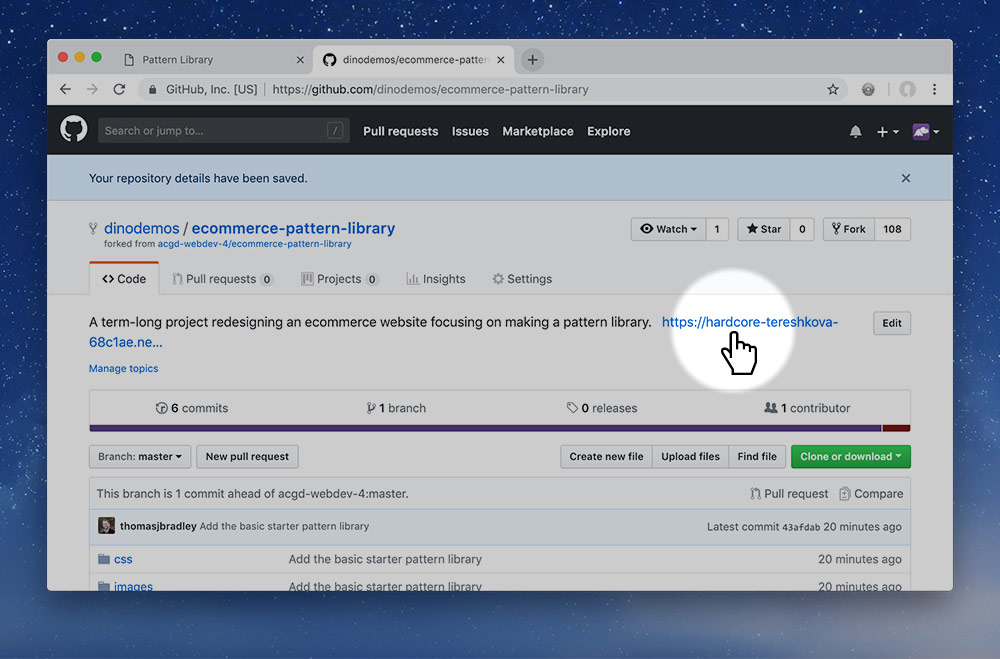 Pattern Library
dinodemos/ecommerce-patter
GitHub, Inc. [US] https://github.com/dinodemos/ecommerce-pattern-library
Search or jump to... / Pull requests Issues Marketplace Explore
Your repository details have been saved.
dinodemos / ecommerce-pattern-library Watch 1 Star 0 Fork 108
forked from acgd-webdev-4/ecommerce-pattern-library
Code Pull requests 0 Projects 0 Insights Settings
A term-long project redesigning an ecommerce website focusing on making a pattern library. https://hardcore-tereshkova- Edit
68c1ae.ne...
Manage topics
6 commits 1 branch 0 releases 1 contributor
Branch: master New pull request Create new file Upload files Find file Clone or download
This branch is 1 commit ahead of acgd-webdev-4:master. Pull request Compare
thomasjbradley Add the basic starter pattern library Latest commit 43afdab 20 minutes ago
css Add the basic starter pattern library 20 minutes ago
images Add the basic starter pattern library 20 minutes ago